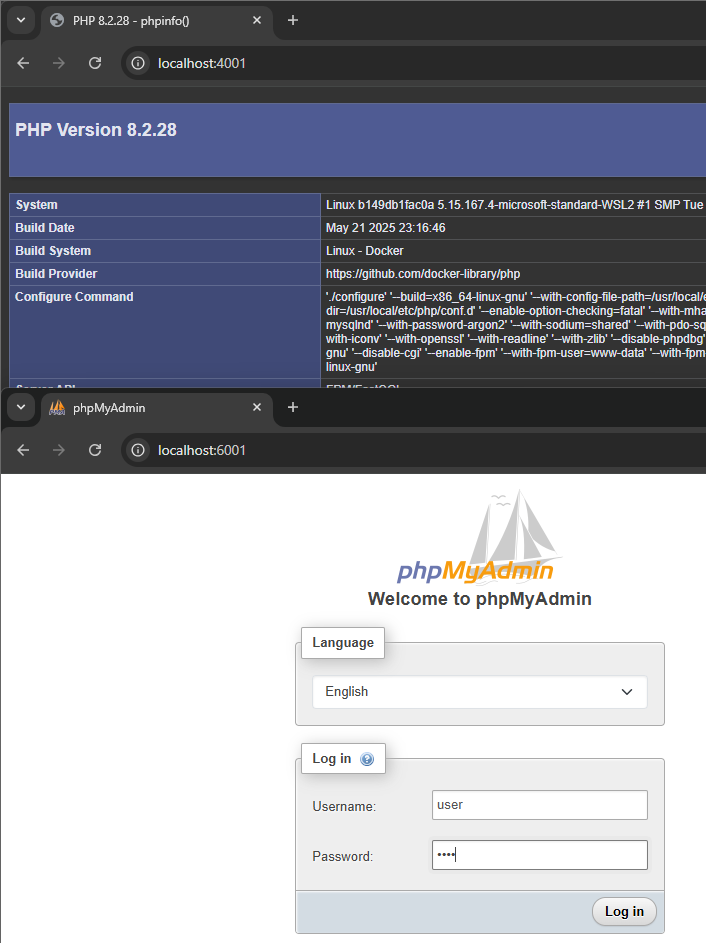 PHP 8.2.28 - phpinfo()
localhost:4001
PHP Version 8.2.28
System Linux b149db1fac0a 5.15.167.4-microsoft-standard-WSL2 #1 SMP Tue
Build Date May 21 2025 23:16:46
Build System Linux - Docker
Build Provider https://github.com/docker-library/php
Configure Command './configure' '--build=x86_64-linux-gnu' '--with-config-file-path=/usr/local/e
dir=/usr/local/etc/php/conf.d' '--enable-option-checking=fatal' '--with-mha
mysqlnd' '--with-password-argon2' '--with-sodium=shared' '--with-pdo-sq
with-iconv' '--with-openssl' '--with-readline' '--with-zlib' '--disable-phpdbg'
gnu' '--disable-cgi' '--enable-fpm' '--with-fpm-user=www-data' '--with-fpm
linux-gnu'
phpMyAdmin
localhost:6001
phpMyAdmin
Welcome to phpMyAdmin
Language
English
Log in
Username: user
Password: ••••
Log in